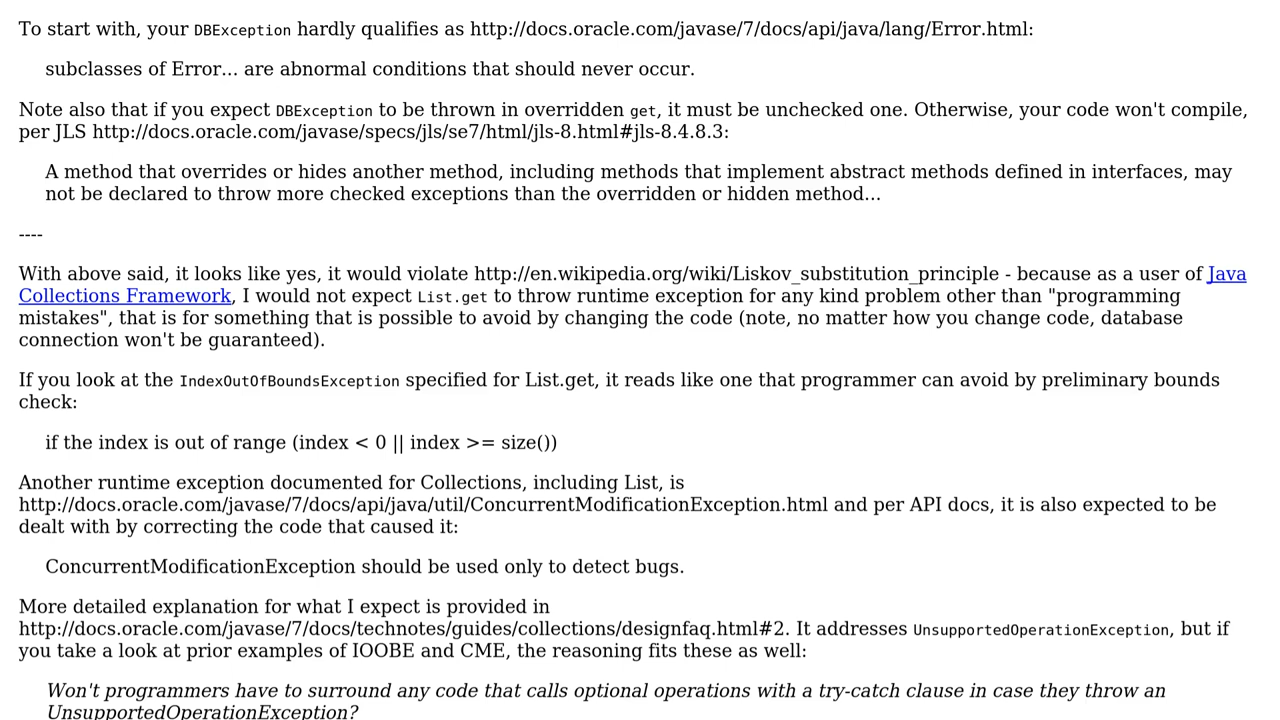 To start with, your DBException hardly qualifies as http://docs.oracle.com/javase/7/docs/api/java/lang/Error.html:
subclasses of Error... are abnormal conditions that should never occur.
Note also that if you expect DBException to be thrown in overridden get, it must be unchecked one. Otherwise, your code won't compile,
per JLS http://docs.oracle.com/javase/specs/jls/se7/html/jls-8.html#jls-8.4.8.3:
A method that overrides or hides another method, including methods that implement abstract methods defined in interfaces, may
not be declared to throw more checked exceptions than the overridden or hidden method...
----
With above said, it looks like yes, it would violate http://en.wikipedia.org/wiki/Liskov_substitution_principle - because as a user of Java
Collections Framework, I would not expect List.get to throw runtime exception for any kind problem other than "programming
mistakes", that is for something that is possible to avoid by changing the code (note, no matter how you change code, database
connection won't be guaranteed).
If you look at the IndexOutOfBoundsException specified for List.get, it reads like one that programmer can avoid by preliminary bounds
check:
if the index is out of range (index < 0 || index >= size())
Another runtime exception documented for Collections, including List, is
http://docs.oracle.com/javase/7/docs/api/java/util/ConcurrentModificationException.html and per API docs, it is also expected to be
dealt with by correcting the code that caused it:
ConcurrentModificationException should be used only to detect bugs.
More detailed explanation for what I expect is provided in
http://docs.oracle.com/javase/7/docs/technotes/guides/collections/designfaq.html#2. It addresses UnsupportedOperationException, but if
you take a look at prior examples of IOOBE and CME, the reasoning fits these as well:
Won't programmers have to surround any code that calls optional operations with a try-catch clause in case they throw an
UnsupportedOperationException?